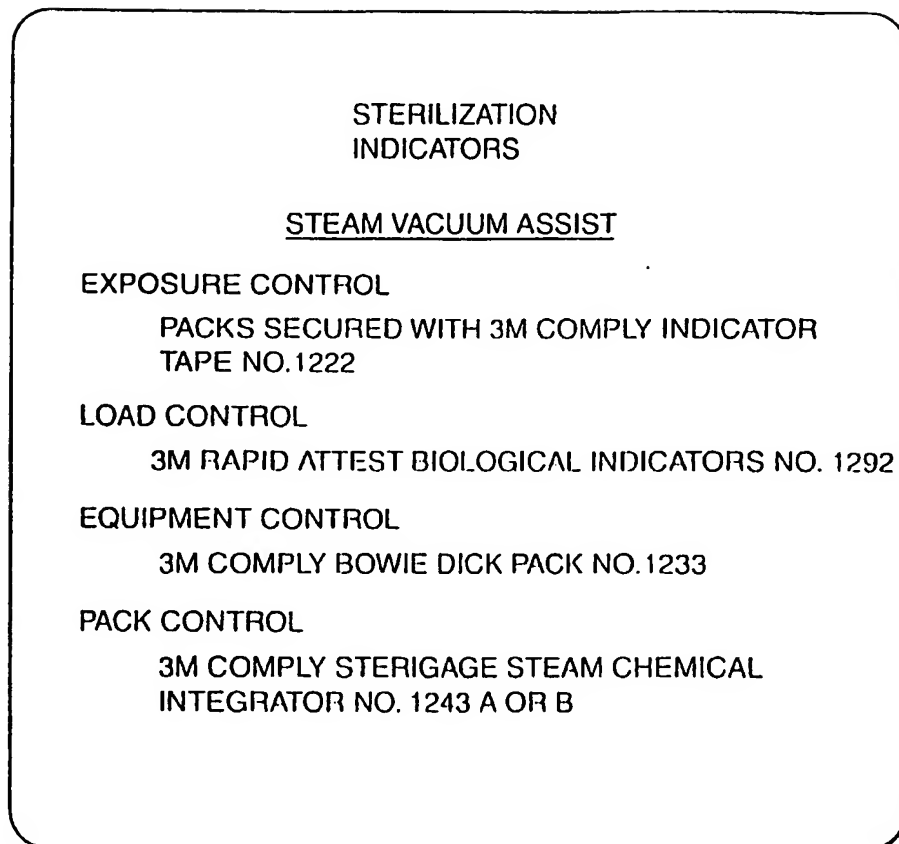 STERILIZATION
INDICATORS
STEAM VACUUM ASSIST
EXPOSURE CONTROL
PACKS SECURED WITH 3M COMPLY INDICATOR
TAPE NO.1222
LOAD CONTROL
3M RAPID ATTEST BIOLOGICAL INDICATORS NO. 1292
EQUIPMENT CONTROL
3M COMPLY BOWIE DICK PACK NO.1233
PACK CONTROL
3M COMPLY STERIGAGE STEAM CHEMICAL
INTEGRATOR NO. 1243 A OR B